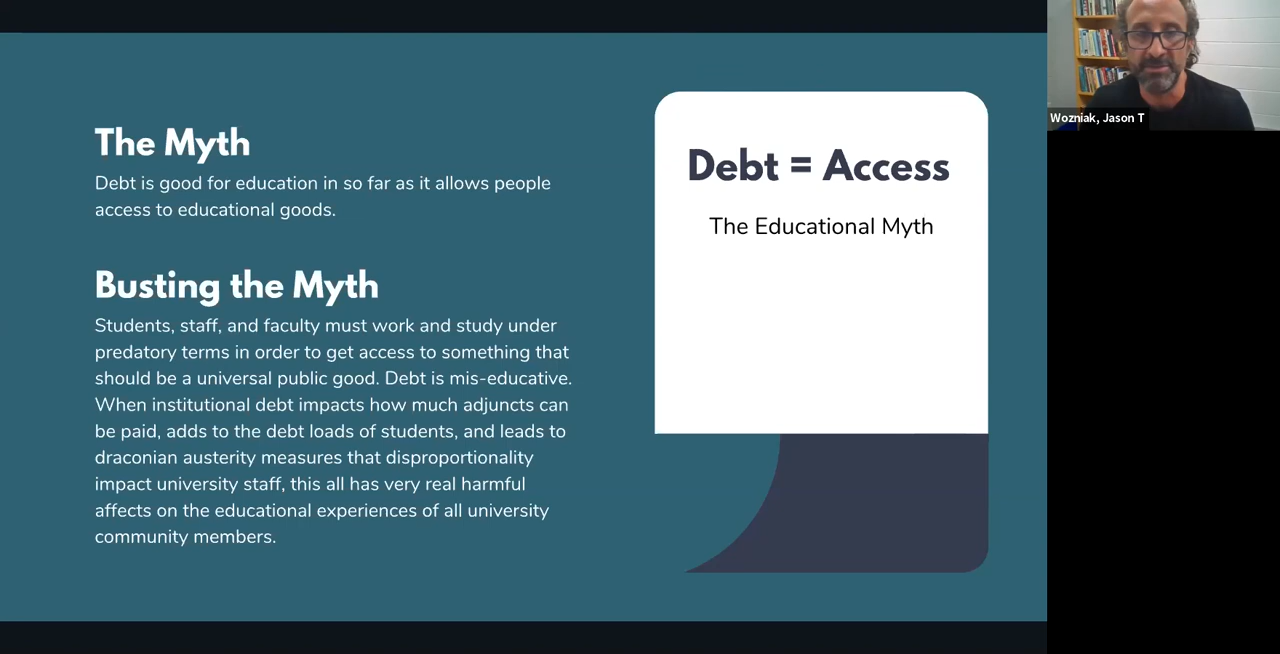 The Myth
Debt is good for education in so far as it allows people
access to educational goods.
Busting the Myth
Students, staff, and faculty must work and study under
predatory terms in order to get access to something that
should be a universal public good. Debt is mis-educative.
When institutional debt impacts how much adjuncts can
be paid, adds to the debt loads of students, and leads to
draconian austerity measures that disproportionality
impact university staff, this all has very real harmful
affects on the educational experiences of all university
community members.
Debt = Access
The Educational Myth
Wozniak, Jason T